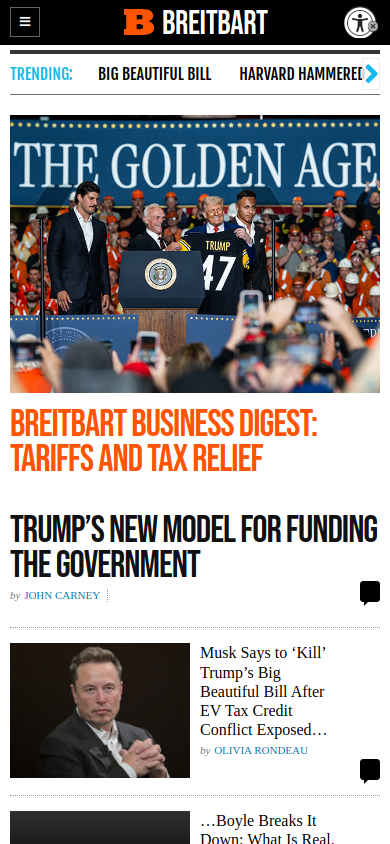 BREITBART
TRENDING:
BIG BEAUTIFUL BILL
HARVARD HAMMERED
THE GOLDEN AGE
TRUMP
47
BREITBART BUSINESS DIGEST:
TARIFFS AND TAX RELIEF
TRUMP’S NEW MODEL FOR FUNDING
THE GOVERNMENT
by JOHN CARNEY
Musk Says to ‘Kill’
Trump’s Big
Beautiful Bill After
EV Tax Credit
Conflict Exposed…
by OLIVIA RONDEAU
…Boyle Breaks It
Down: What Is Real,